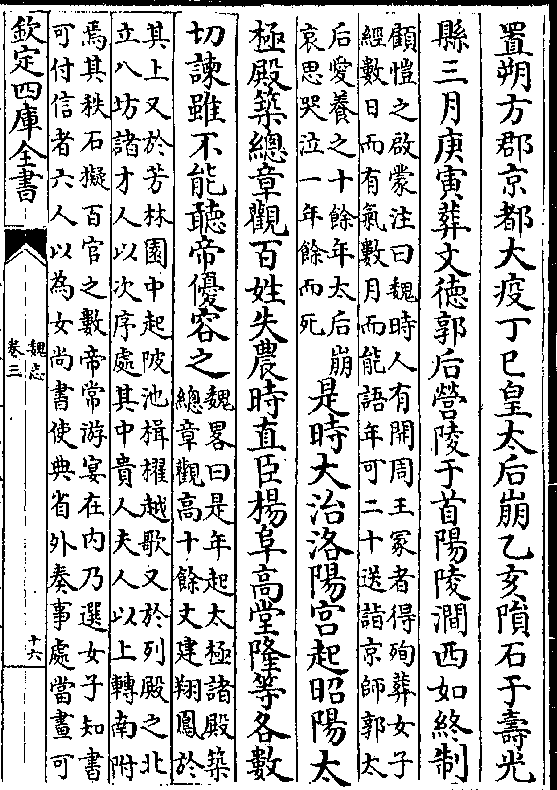 置朔方郡京都大疫丁巳皇太后崩乙亥隕石于壽光
縣三月庚寅葬文德郭后營陵于首陽陵澗西如終制
顧愷之啟蒙注曰魏時人有開周王冢者得殉葬女子
經數日而有氣數月而能語年可二十送詣京師郭太
后愛養之十餘年太后崩
哀思哭泣一年餘而死
是時大治洛陽宮起昭陽太
極殿築總章觀百姓失農時直臣楊阜高堂隆等各數
切諫雖不能聽帝優容之
魏畧曰是年起太極諸殿築
總章觀高十餘丈建翔鳳於
其上又於芳林園中起陂池楫櫂越歌又於列殿之北
立八坊諸才人以次序處其中貴人夫人以上轉南附
焉其秩石擬百官之數帝常游宴在内乃選女子知書
可付信者六人以為女尚書使典省外奏事處當畫可
欽定四庫全書
魏志
卷三
十六